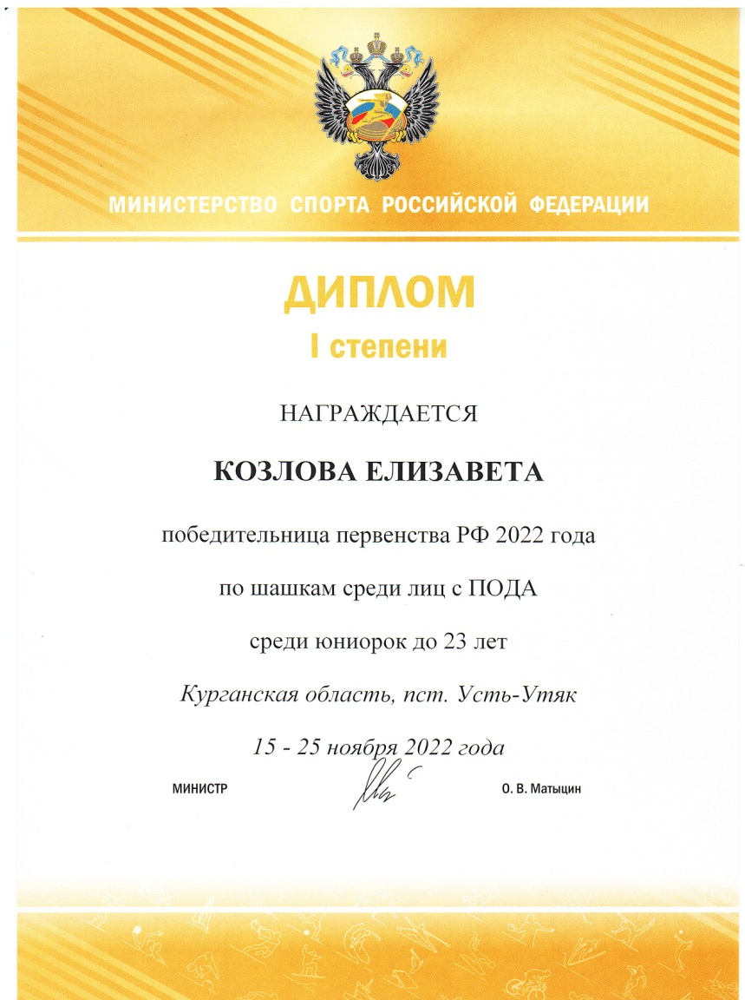 МИНИСТЕРСТВО СПОРТА РОССИЙСКОЙ ФЕДЕРАЦИИ
ДИПЛОМ
I степени
НАГРАЖДАЕТСЯ
КОЗЛОВА ЕЛИЗАВЕТА
победительница первенства РФ 2022 года
по шашкам среди лиц с ПОДА
среди юниорок до 23 лет
Курганская область, пст. Усть-Утяк
15 - 25 ноября 2022 года
МИНИСТР О. В. Матыцин